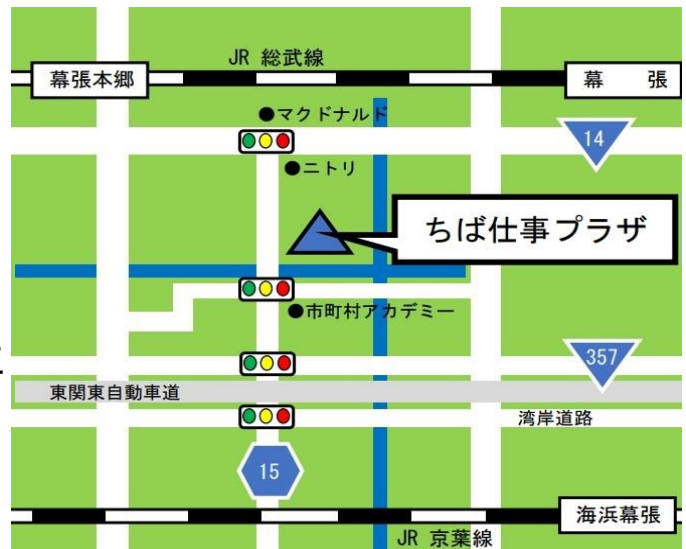 JR 総武線
幕張本郷
幕 張
●マクドナルド
14
●ニトリ
ちば仕事プラザ
●市町村アカデミー
357
東関東自動車道
湾岸道路
15
海浜幕張
JR 京葉線